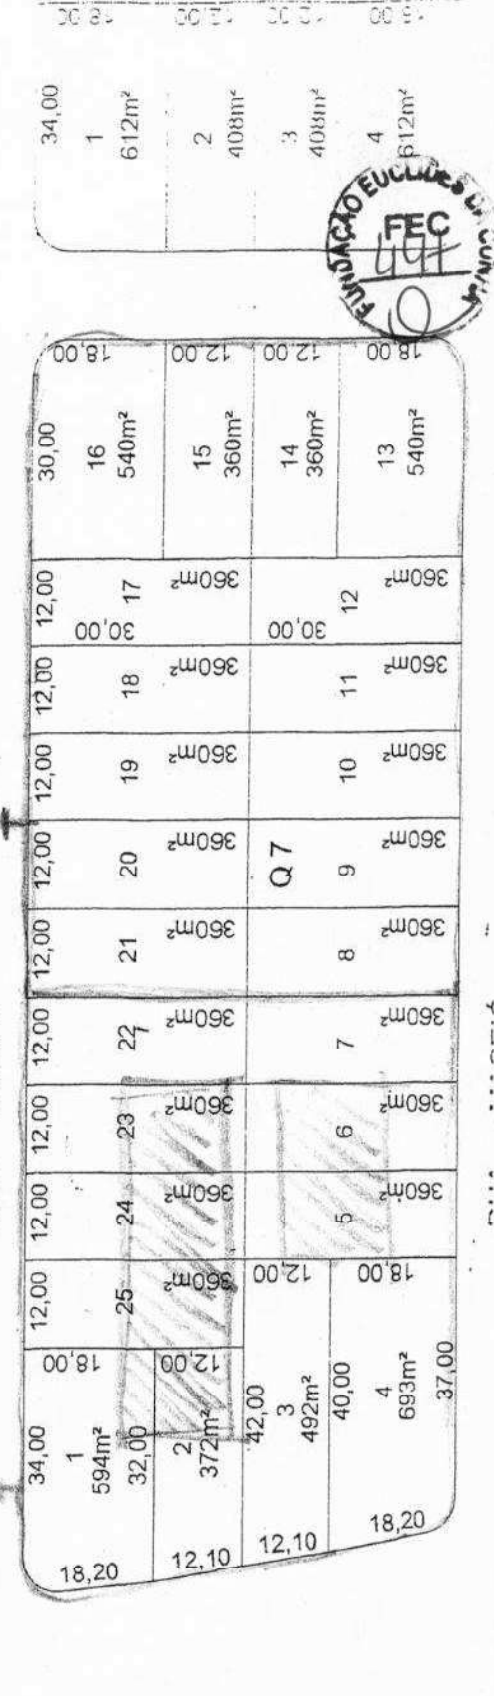 34,00
1
612m²
2
408m²
3
408m²
4
612m²
FUNDAÇÃO EUCLIDES DA CUNHA
FEC
18,00
12,00
12,00
18,00
30,00
16
540m²
15
360m²
14
360m²
13
540m²
12,00
17
30,00
360m²
12
30,00
360m²
12,00
18
360m²
11
360m²
12,00
19
360m²
10
360m²
12,00
20
360m²
Q 7
9
360m²
12,00
21
360m²
8
360m²
12,00
22
360m²
7
360m²
12,00
23
360m²
6
360m²
12,00
24
360m²
5
360m²
12,00
25
360m²
12,00
18,00
18,00
12,00
34,00
1
594m²
32,00
2
372m²
42,00
3
492m²
40,00
4
693m²
37,00
18,20
12,10
12,10
18,20